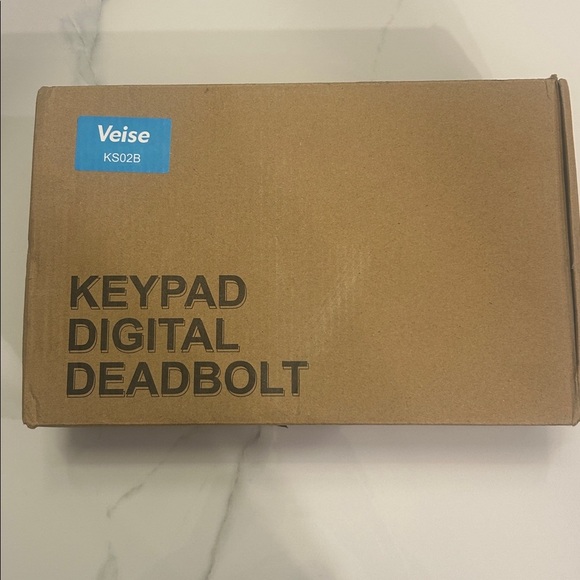 Veise
KS02B
KEYPAD
DIGITAL
DEADBOLT